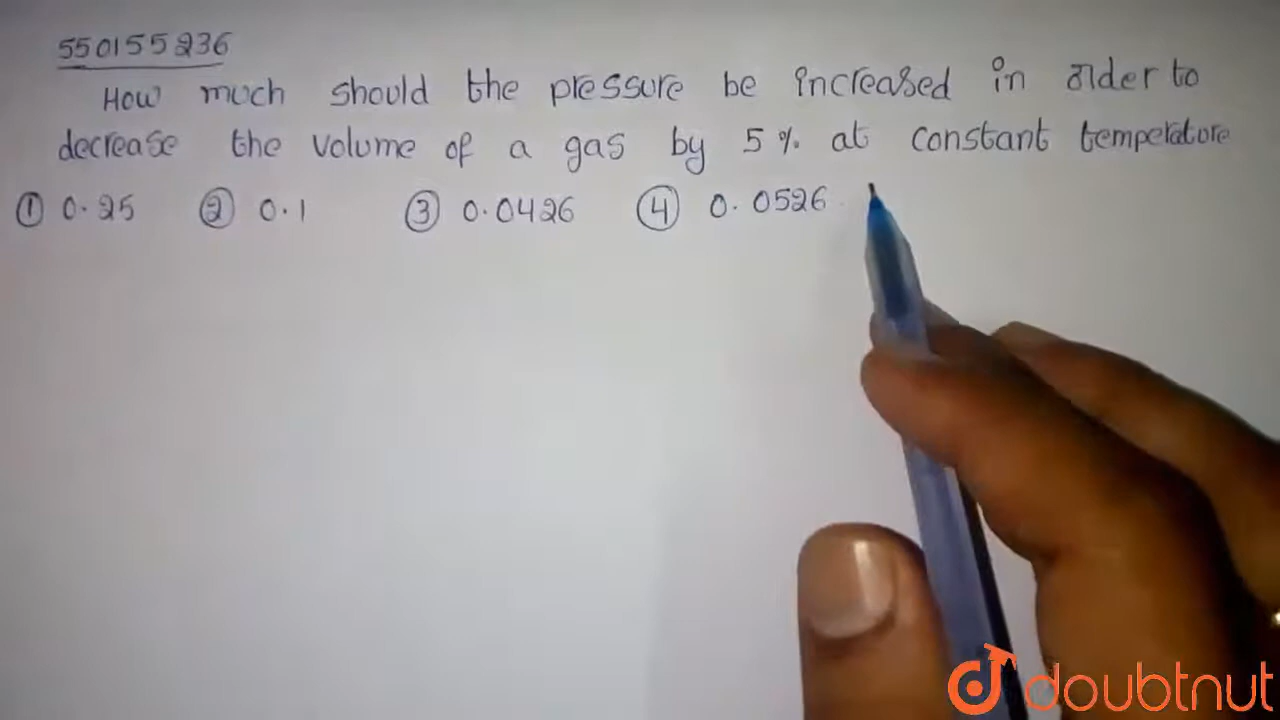 550155236
How much should the pressure be increased in order to
decrease the volume of a gas by 5% at constant temperature
① 0.25 ② 0.1 ③ 0.0426 ④ 0.0526
doubtnut